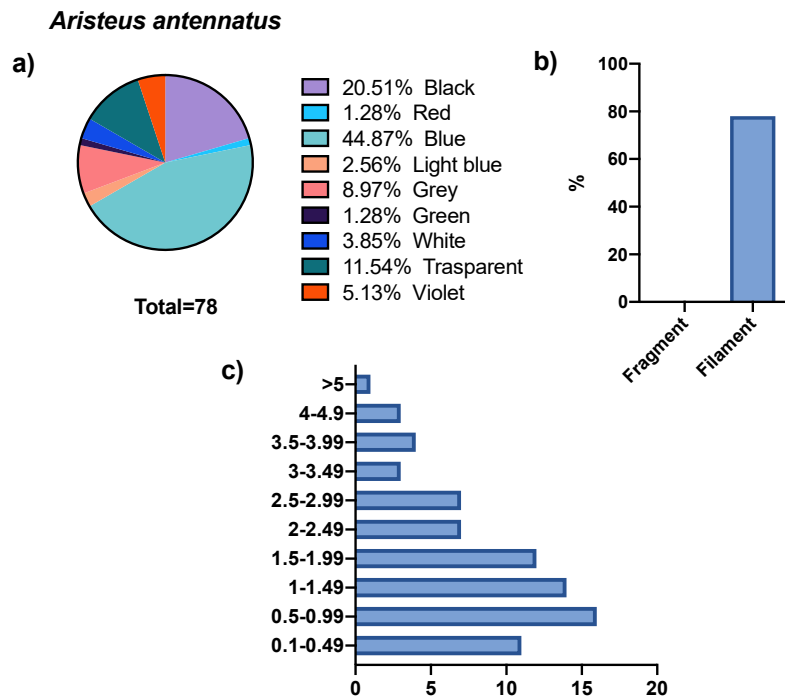 Aristeus antennatus
a)
20.51% Black
1.28% Red
44.87% Blue
2.56% Light blue
8.97% Grey
1.28% Green
3.85% White
11.54% Trasparent
5.13% Violet
Total=78
b)
100
80
60
40
20
0
%
Fragment
Filament
c)
>5
4-4.9
3.5-3.99
3-3.49
2.5-2.99
2-2.49
1.5-1.99
1-1.49
0.5-0.99
0.1-0.49
0 5 10 15 20